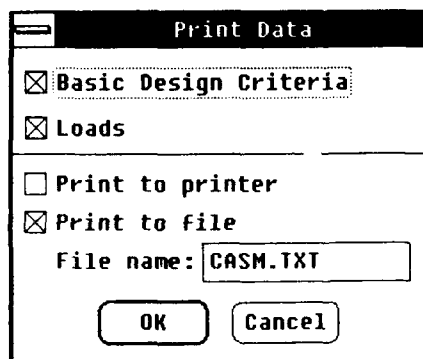 Print Data
Basic Design Criteria
Loads
Print to printer
Print to file
File name: CASM.TXT
OK Cancel